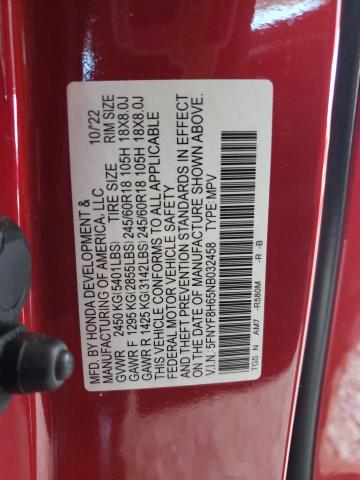 MFD. BY HONDA DEVELOPMENT & 10/22
MANUFACTURING OF AMERICA, LLC
GVWR 2450 KG(5401LBS) TIRE SIZE RIM SIZE
GAWR F 1295 KG(2855LBS)245/60R18 105H 18X8.0J
GAWR R 1425 KG(3142LBS)245/60R18 105H 18X8.0J
THIS VEHICLE CONFORMS TO ALL APPLICABLE
FEDERAL MOTOR VEHICLE SAFETY
AND THEFT PREVENTION STANDARDS IN EFFECT
ON THE DATE OF MANUFACTURE SHOWN ABOVE.
V.I.N.:5FNYF8H65NB032458 TYPE: MPV
TGS N AM7 -R580M -R -B